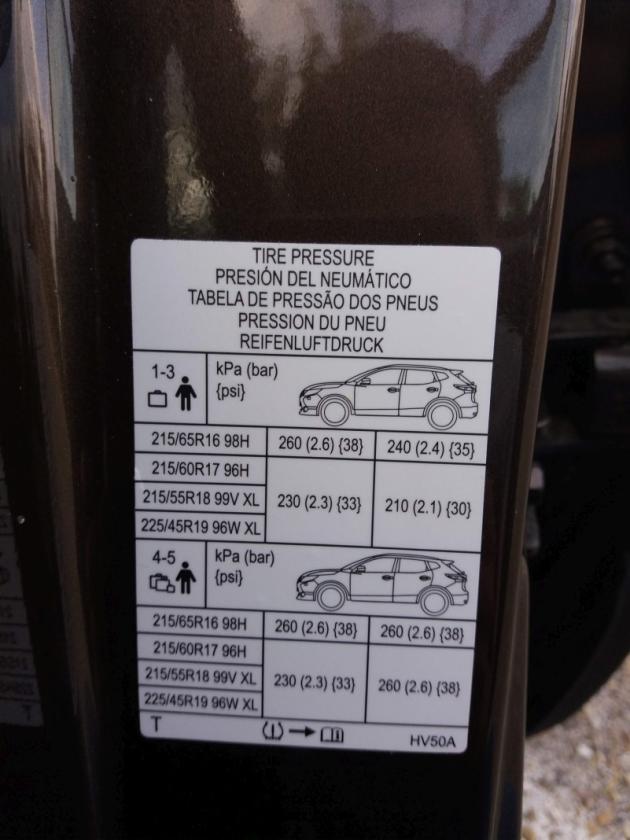 TIRE PRESSURE
PRESIÓN DEL NEUMÁTICO
TABELA DE PRESSÃO DOS PNEUS
PRESSION DU PNEU
REIFENLUFTDRUCK
1-3 kPa (bar)
{psi}
215/65R16 98H 260 (2.6) {38} 240 (2.4) {35}
215/60R17 96H
215/55R18 99V XL 230 (2.3) {33} 210 (2.1) {30}
225/45R19 96W XL
4-5 kPa (bar)
{psi}
215/65R16 98H 260 (2.6) {38} 260 (2.6) {38}
215/60R17 96H
215/55R18 99V XL 230 (2.3) {33} 260 (2.6) {38}
225/45R19 96W XL
T HV50A